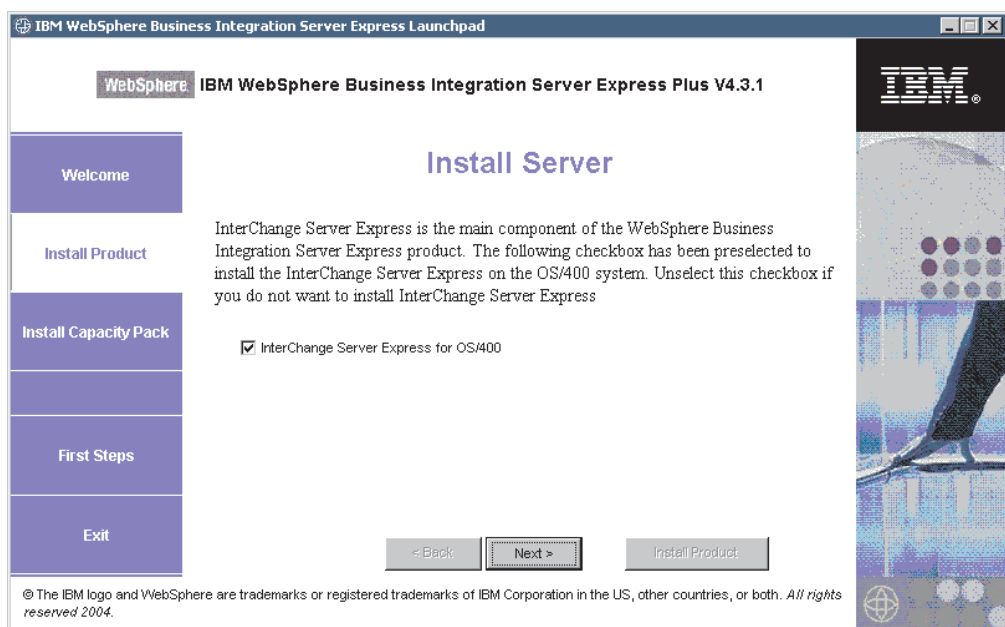 IBM WebSphere Business Integration Server Express Launchpad
WebSphere. IBM WebSphere Business Integration Server Express Plus V4.3.1
IBM®
Welcome
Install Product
Install Capacity Pack
First Steps
Exit
Install Server
InterChange Server Express is the main component of the WebSphere Business
Integration Server Express product. The following checkbox has been preselected to
install the InterChange Server Express on the OS/400 system. Unselect this checkbox if
you do not want to install InterChange Server Express
InterChange Server Express for OS/400
< Back
Next >
Install Product
© The IBM logo and WebSphere are trademarks or registered trademarks of IBM Corporation in the US, other countries, or both. All rights
reserved 2004.